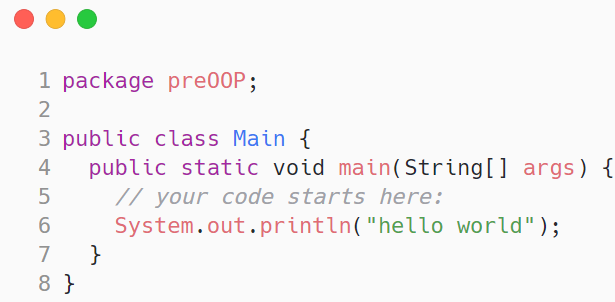 1 package preOOP;
2
3 public class Main {
4   public static void main(String[] args) {
5     // your code starts here:
6     System.out.println("hello world");
7   }
8 }